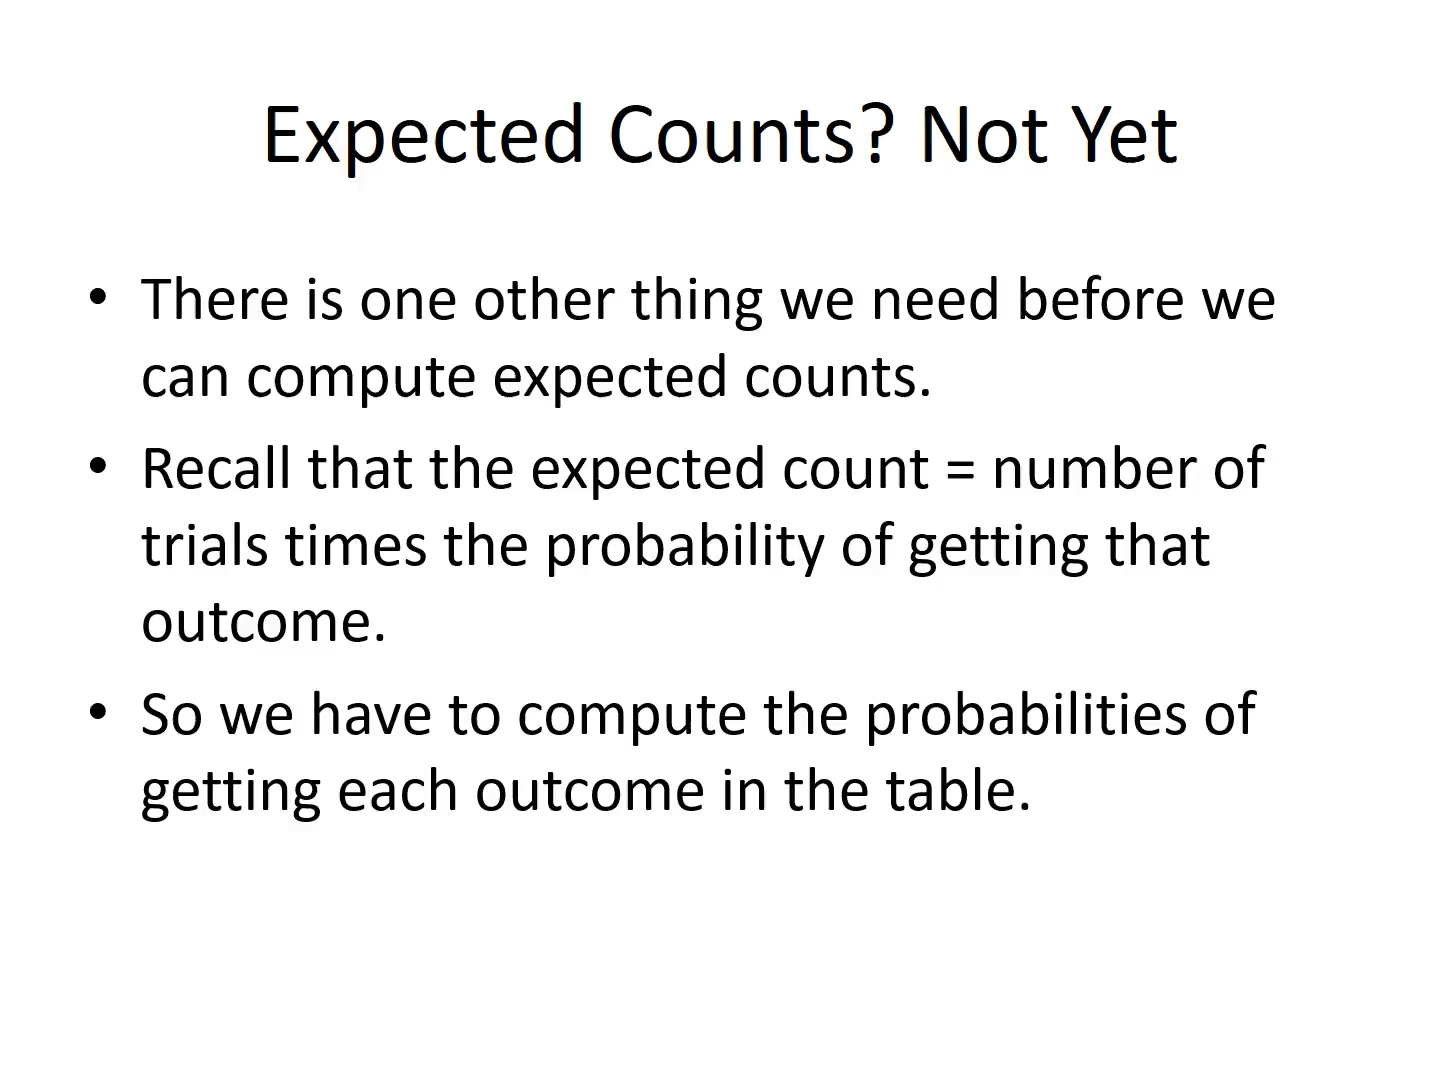 Expected Counts? Not Yet
• There is one other thing we need before we
can compute expected counts.
• Recall that the expected count = number of
trials times the probability of getting that
outcome.
• So we have to compute the probabilities of
getting each outcome in the table.